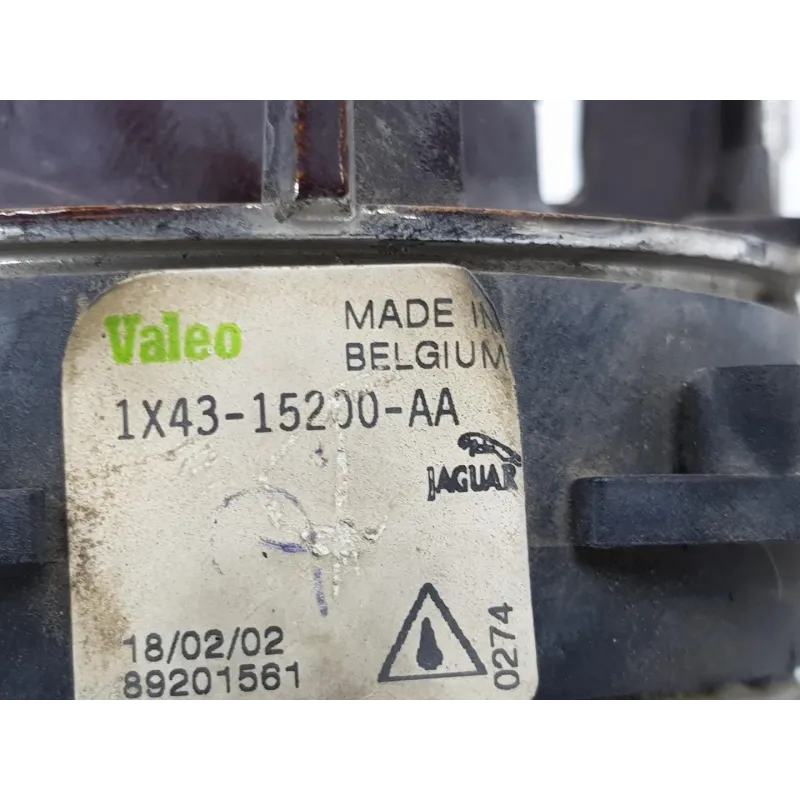 Valeo
MADE IN
BELGIUM
1X43-15200-AA
JAGUAR
18/02/02
89201561
0274